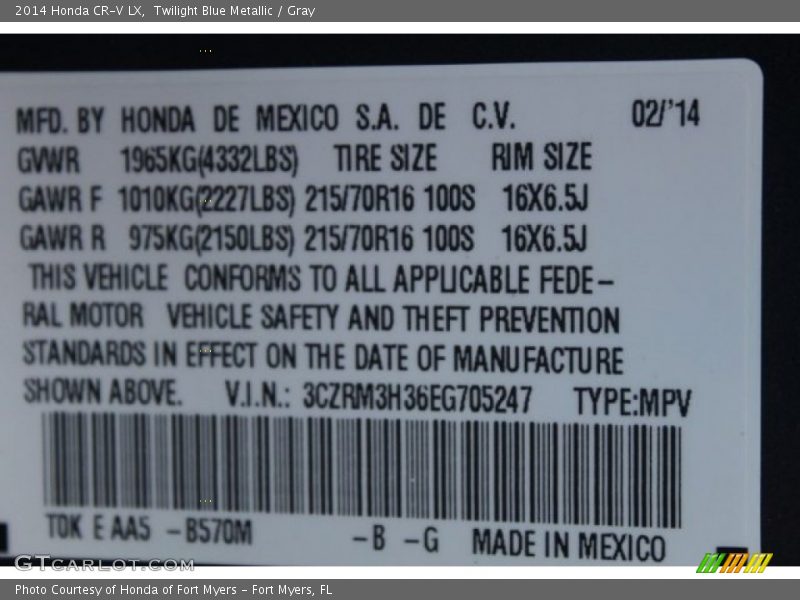 2014 Honda CR-V LX, Twilight Blue Metallic / Gray
MFD. BY HONDA DE MEXICO S.A. DE C.V. 02/'14
GVWR 1965KG(4332LBS) TIRE SIZE RIM SIZE
GAWR F 1010KG(2227LBS) 215/70R16 100S 16X6.5J
GAWR R 975KG(2150LBS) 215/70R16 100S 16X6.5J
THIS VEHICLE CONFORMS TO ALL APPLICABLE FEDE-
RAL MOTOR VEHICLE SAFETY AND THEFT PREVENTION
STANDARDS IN EFFECT ON THE DATE OF MANUFACTURE
SHOWN ABOVE. V.I.N.: 3CZRM3H36EG705247 TYPE:MPV
T0K E AA5 -B570M -B -G MADE IN MEXICO
GTCARLOT.COM
Photo Courtesy of Honda of Fort Myers - Fort Myers, FL